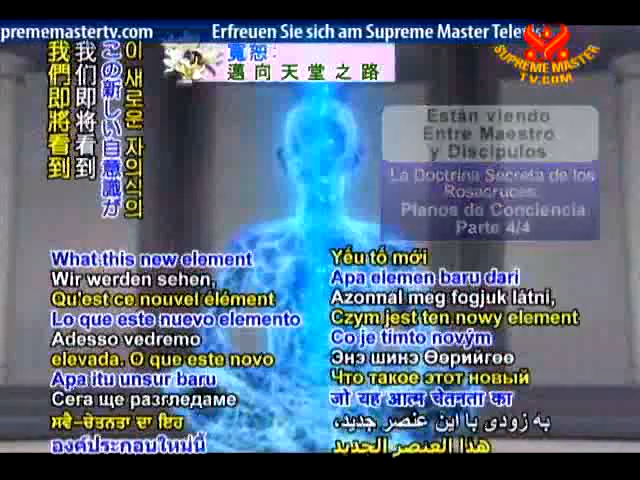 prememastertv.com
Erfreuen Sie sich am Supreme Master Televis
SUPREME MASTER
TV.COM
寬恕:
邁向天堂之路
이 새로운 자의식의
この新しい自意識が
我们即将看到
我們即將看到
Están viendo
Entre Maestro
y Discípulos
La Doctrina Secreta de los
Rosacruces:
Planos de Conciencia
Parte 4/4
What this new element
Wir werden sehen,
Qu'est ce nouvel élément
Lo que este nuevo elemento
Adesso vedremo
elevada. O que este novo
Apa itu unsur baru
Сега ще разгледаме
ਸਵੈ-ਚੇਤਨਤਾ ਦਾ ਇਹ
องค์ประกอบใหม่นี้
Yếu tố mới
Apa elemen baru dari
Azonnal meg fogjuk látni,
Czym jest ten nowy element
Co je tímto novým
Энэ шинэ Өөрийгөө
Что такое этот новый
जो यह आत्म चेतनता का
به زودی با این عنصر جدید،
هذا العنصر الجديد